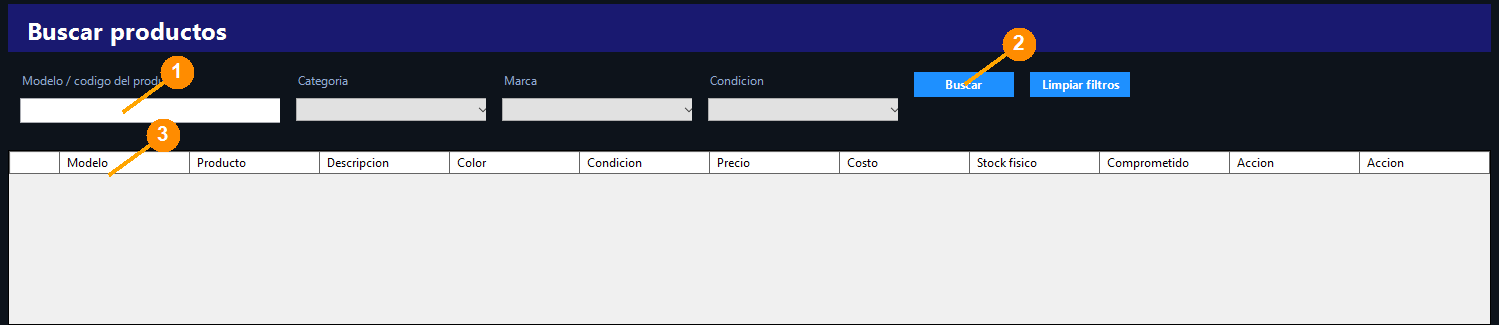 Buscar productos
Modelo / codigo del produ
1
Categoria
Marca
Condicion
Buscar
2
Limpiar filtros
3
Modelo Producto Descripcion Color Condicion Precio Costo Stock fisico Comprometido Accion Accion